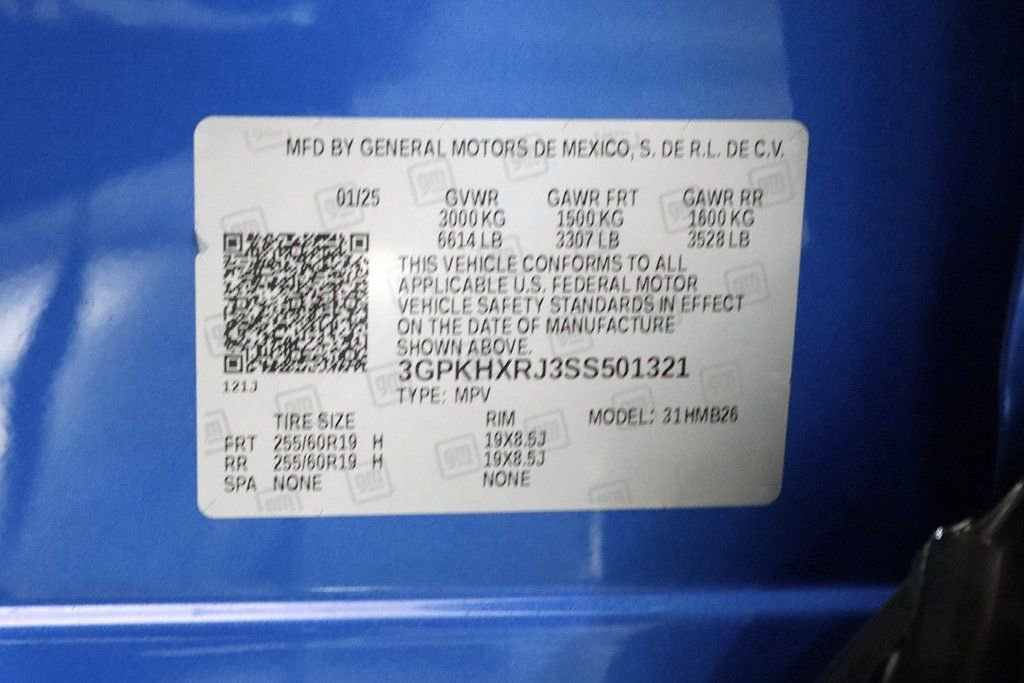 MFD BY GENERAL MOTORS DE MEXICO, S. DE R.L. DE C.V.
01/25 GVWR GAWR FRT GAWR RR
3000 KG 1500 KG 1600 KG
6614 LB 3307 LB 3528 LB
THIS VEHICLE CONFORMS TO ALL
APPLICABLE U.S. FEDERAL MOTOR
VEHICLE SAFETY STANDARDS IN EFFECT
ON THE DATE OF MANUFACTURE
SHOWN ABOVE.
3GPKHXRJ3SS501321
121J
TYPE: MPV
TIRE SIZE RIM MODEL: 31HMB26
FRT 255/60R19 H 19X8.5J
RR 255/60R19 H 19X8.5J
SPA NONE NONE